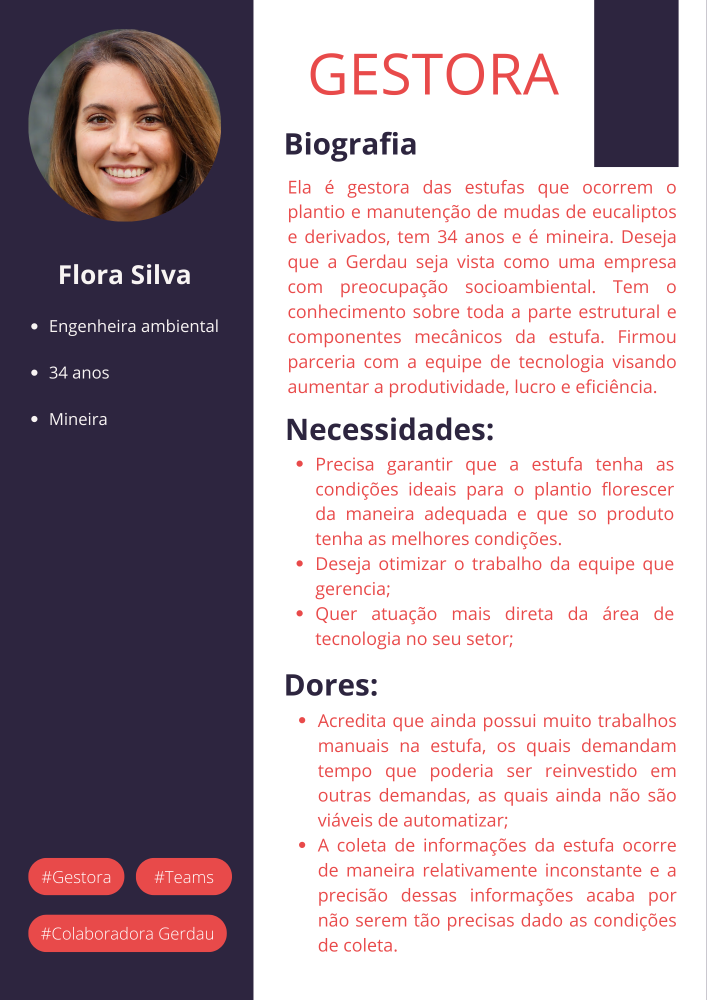 Flora Silva
Engenheira ambiental
34 anos
Mineira
#Gestora
#Teams
#Colaboradora Gerdau
GESTORA
Biografia
Ela é gestora das estufas que ocorrem o
plantio e manutenção de mudas de eucaliptos
e derivados, tem 34 anos e é mineira. Deseja
que a Gerdau seja vista como uma empresa
com preocupação socioambiental. Tem o
conhecimento sobre toda a parte estrutural e
componentes mecânicos da estufa. Firmou
parceria com a equipe de tecnologia visando
aumentar a produtividade, lucro e eficiência.
Necessidades:
Precisa garantir que a estufa tenha as
condições ideais para o plantio florescer
da maneira adequada e que so produto
tenha as melhores condições.
Deseja otimizar o trabalho da equipe que
gerencia;
Quer atuação mais direta da área de
tecnologia no seu setor;
Dores:
Acredita que ainda possui muito trabalhos
manuais na estufa, os quais demandam
tempo que poderia ser reinvestido em
outras demandas, as quais ainda não são
viáveis de automatizar;
A coleta de informações da estufa ocorre
de maneira relativamente inconstante e a
precisão dessas informações acaba por
não serem tão precisas dado as condições
de coleta.